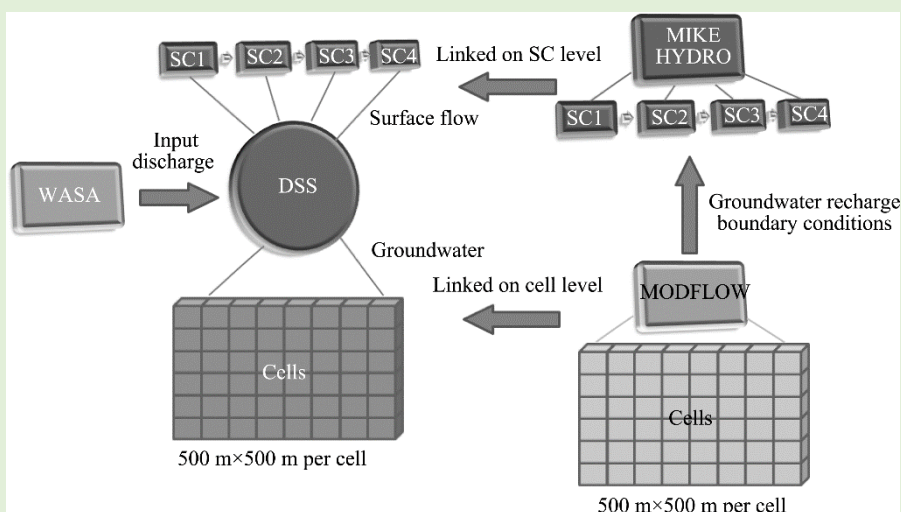 SC1
SC2
SC3
SC4
Linked on SC level
MIKE
HYDRO
SC1
SC2
SC3
SC4
Surface flow
Input
discharge
WASA
DSS
Groundwater recharge
boundary conditions
Groundwater
Linked on cell level
MODFLOW
Cells
Cells
500 m×500 m per cell
500 m×500 m per cell